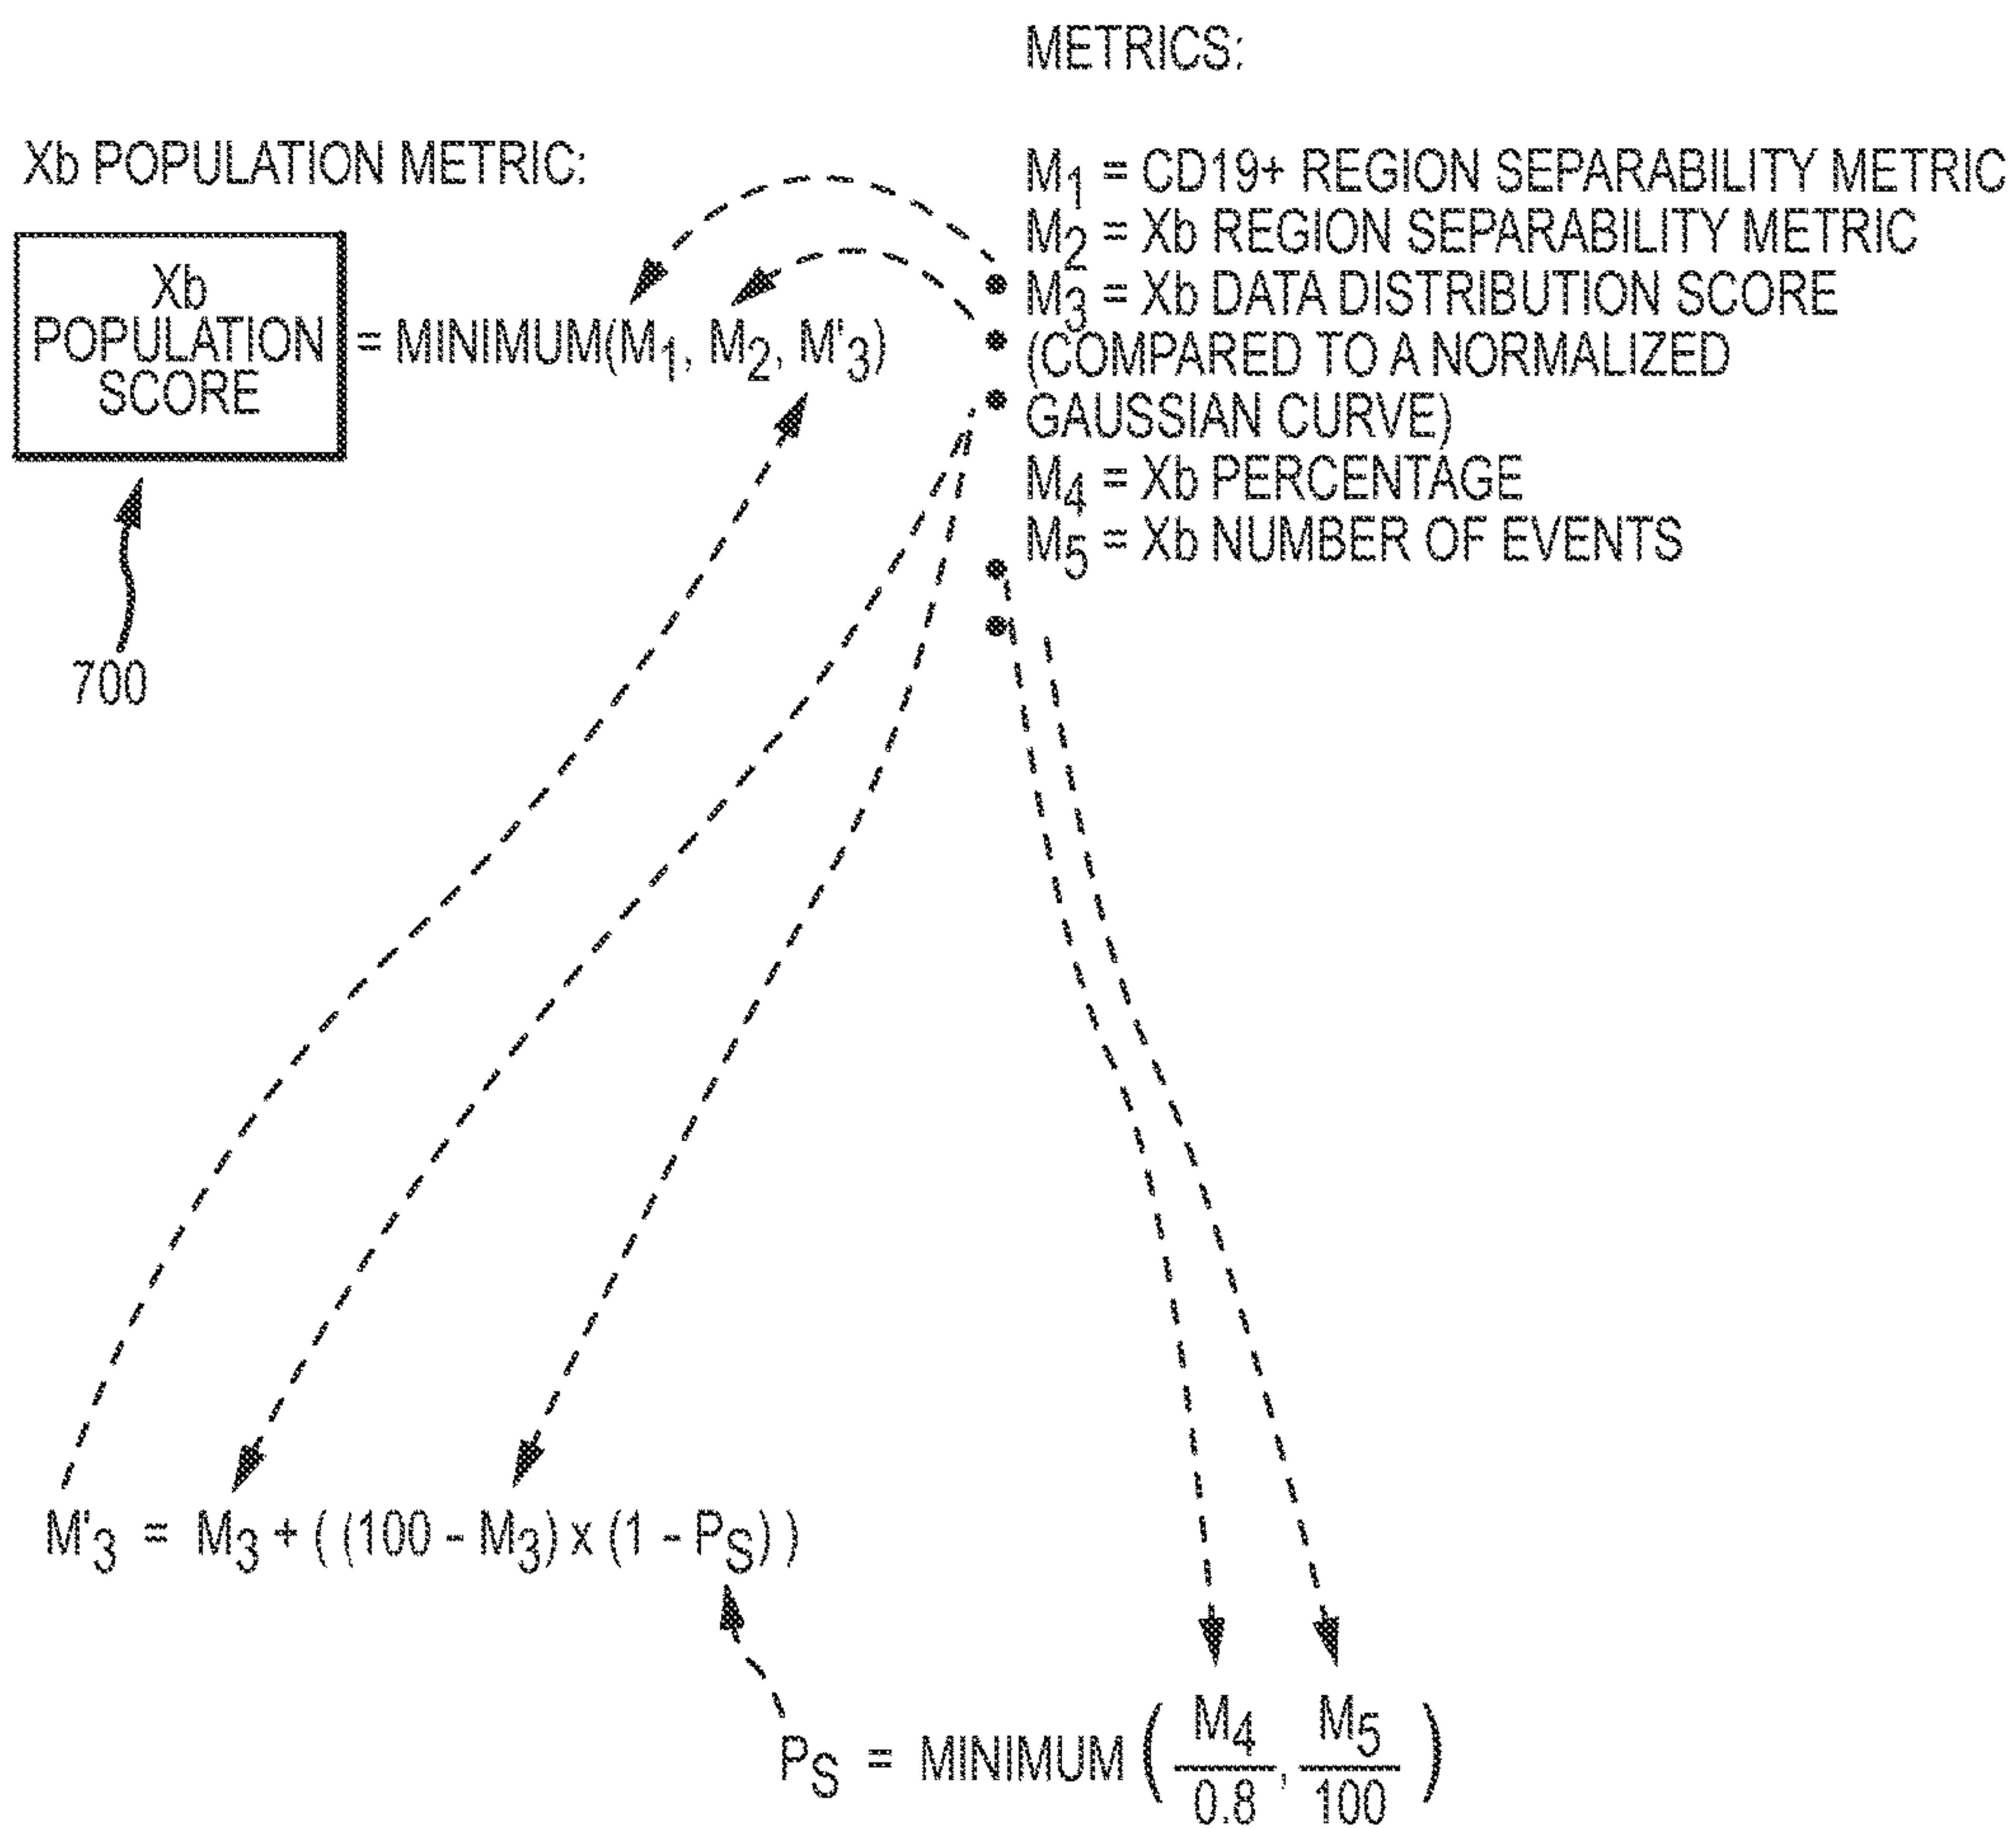 METRICS:
Xb POPULATION METRIC:
Xb
POPULATION
SCORE
= MINIMUM(M1, M2, M'3)
700
M1 = CD19+ REGION SEPARABILITY METRIC
M2 = Xb REGION SEPARABILITY METRIC
M3 = Xb DATA DISTRIBUTION SCORE
(COMPARED TO A NORMALIZED
GAUSSIAN CURVE)
M4 = Xb PERCENTAGE
M5 = Xb NUMBER OF EVENTS
M'3 = M3 + ( (100 - M3) x (1 - PS) )
PS = MINIMUM ( M4/0.8 , M5/100 )